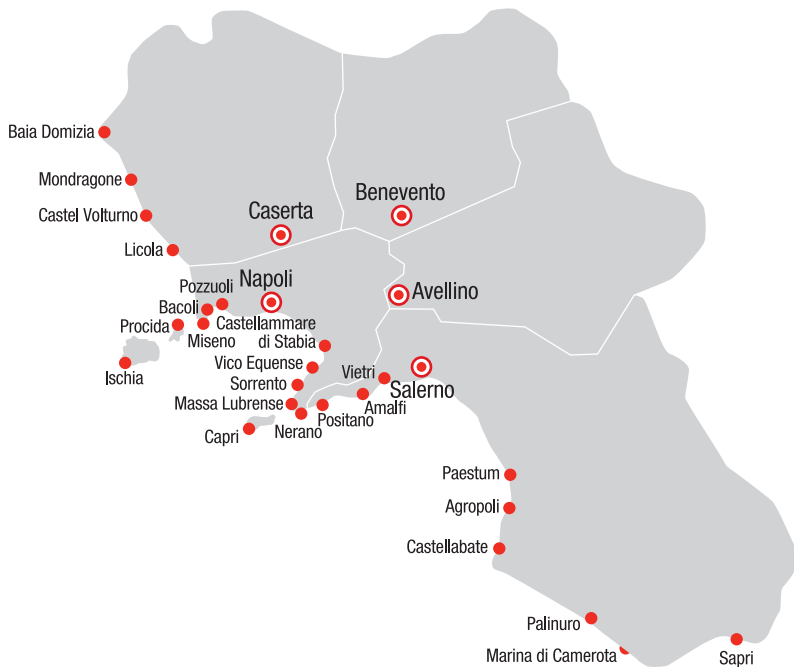 Baia Domizia
Mondragone
Benevento
Caserta
Castel Volturno
Licola
Pozzuoli
Napoli
Avellino
Bacoli
Procida
Castellammare
di Stabia
Miseno
Ischia
Vico Equense
Vietri
Salerno
Sorrento
Massa Lubrense
Amalfi
Positano
Nerano
Capri
Paestum
Agropoli
Castellabate
Palinuro
Marina di Camerota
Sapri